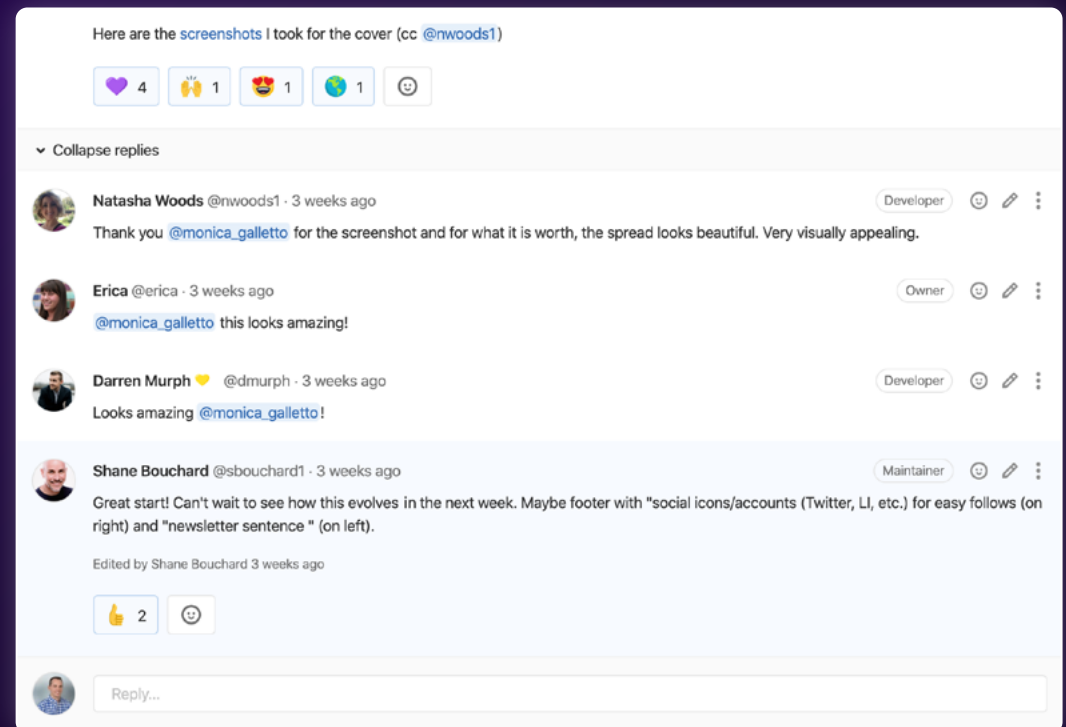 Here are the screenshots I took for the cover (cc @nwoods1)
4 1 1 1
Collapse replies
Natasha Woods @nwoods1 · 3 weeks ago Developer
Thank you @monica_galletto for the screenshot and for what it is worth, the spread looks beautiful. Very visually appealing.
Erica @erica · 3 weeks ago Owner
@monica_galletto this looks amazing!
Darren Murph @dmurph · 3 weeks ago Developer
Looks amazing @monica_galletto!
Shane Bouchard @sbouchard1 · 3 weeks ago Maintainer
Great start! Can't wait to see how this evolves in the next week. Maybe footer with "social icons/accounts (Twitter, LI, etc.) for easy follows (on
right) and "newsletter sentence " (on left).
Edited by Shane Bouchard 3 weeks ago
2
Reply...